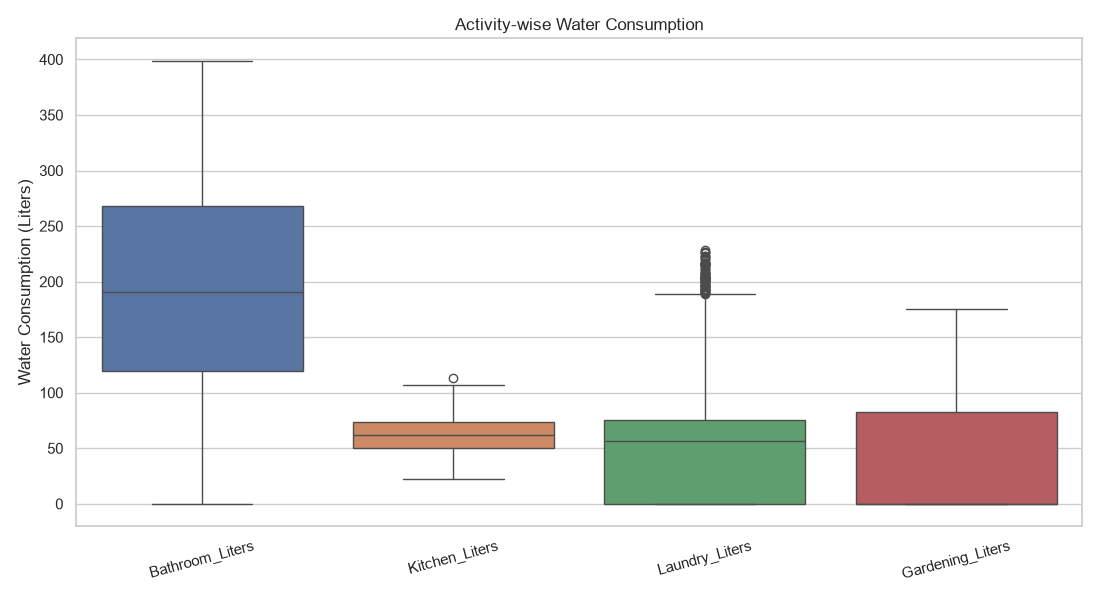 Activity-wise Water Consumption
Water Consumption (Liters)
400
350
300
250
200
150
100
50
0
Bathroom_Liters
Kitchen_Liters
Laundry_Liters
Gardening_Liters